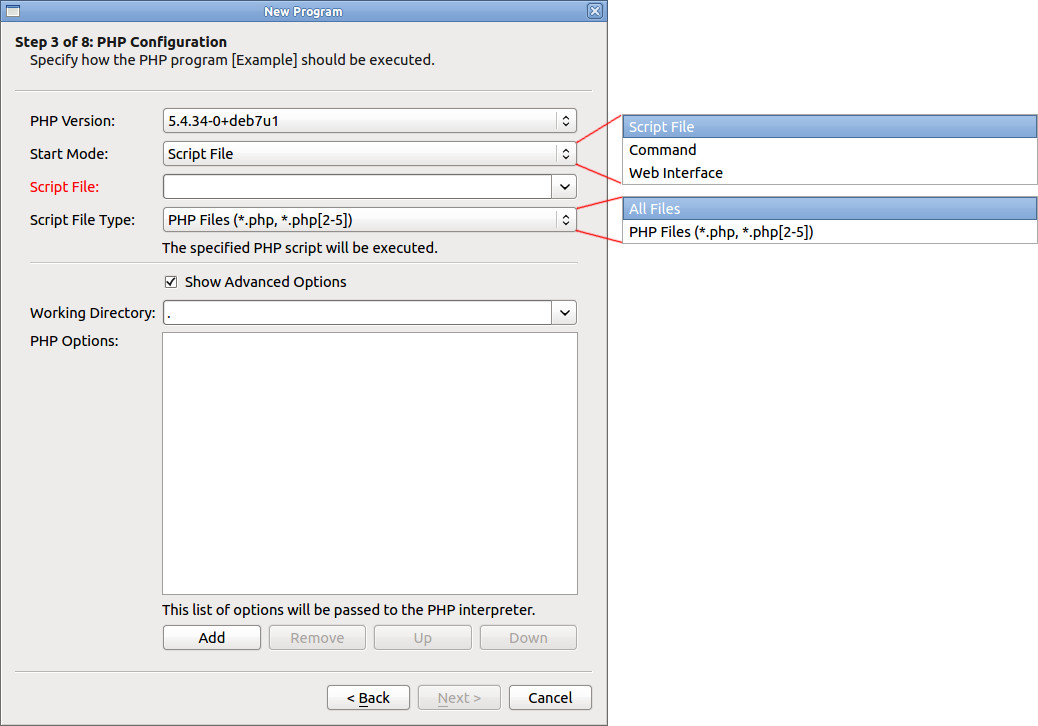 New Program
Step 3 of 8: PHP Configuration
Specify how the PHP program [Example] should be executed.
PHP Version: 5.4.34-0+deb7u1
Start Mode: Script File
Script File:
Script File Type: PHP Files (*.php, *.php[2-5])
The specified PHP script will be executed.
Show Advanced Options
Working Directory: .
PHP Options:
This list of options will be passed to the PHP interpreter.
Add Remove Up Down
< Back Next > Cancel
Script File
Command
Web Interface
All Files
PHP Files (*.php, *.php[2-5])